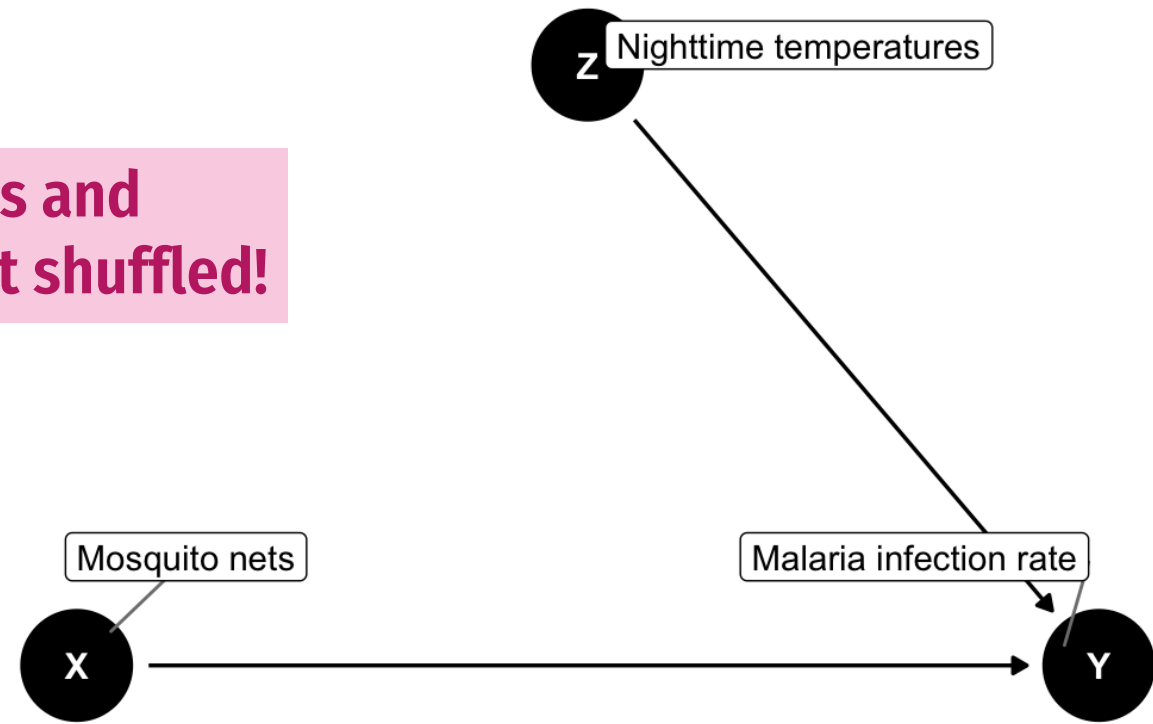 Z
Nighttime temperatures
s and
t shuffled!
Mosquito nets
Malaria infection rate
X
Y